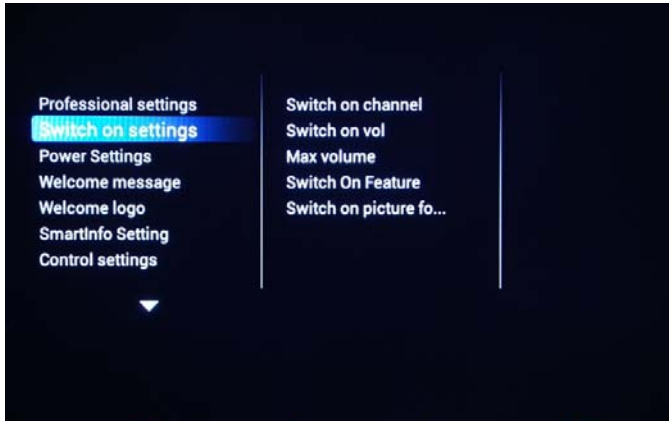 Professional settings
Switch on settings
Power Settings
Welcome message
Welcome logo
SmartInfo Setting
Control settings
Switch on channel
Switch on vol
Max volume
Switch On Feature
Switch on picture fo...